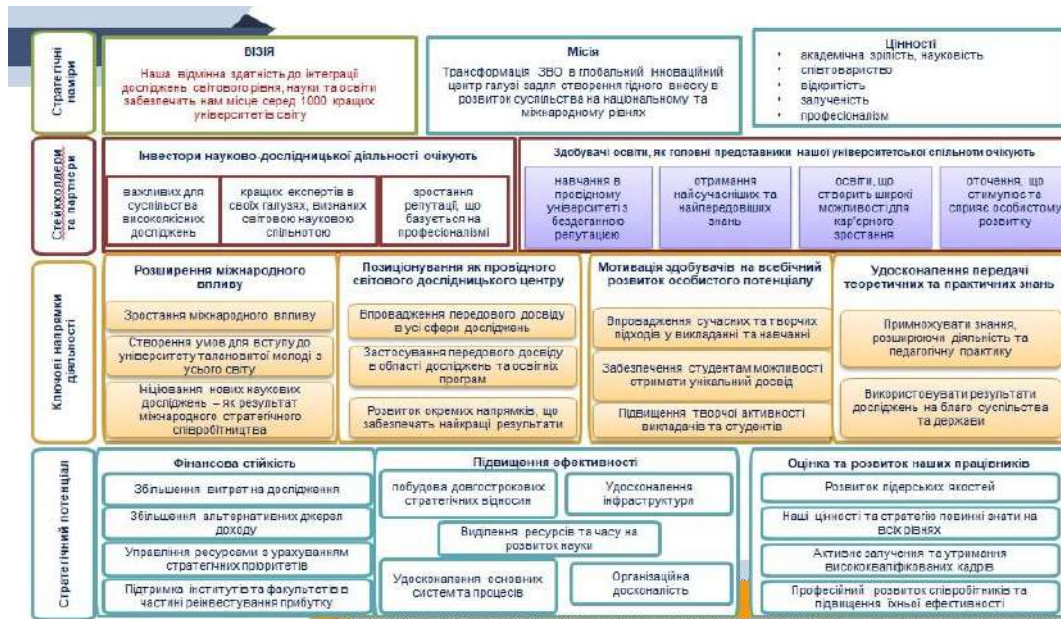 Стратегічні
наміри
ВІЗІЯ
Наша відмінна здатність до інтеграції
досліджень світового рівня, науки та освіти
забезпечить нам місце серед 1000 кращих
університетів світу
Місія
Трансформація ЗВО в глобальний інноваційний
центр галузі задля створення гідного внеску в
розвиток суспільства на національному та
міжнародному рівнях
Цінності
• академічна зрілість, науковість
• співтовариство
• відкритість
• залученість
• професіоналізм
Стейкхолдери
та партнери
Інвестори науково-дослідницької діяльності очікують
важливих для
суспільства
високоякісних
досліджень
кращих експертів в
своїх галузях, визнаних
світовою науковою
спільнотою
зростання
репутації, що
базується на
професіоналізмі
Здобувачі освіти, як головні представники нашої університетської спільноти очікують
навчання в
провідному
університеті з
бездоганною
репутацією
отримання
найсучасніших та
найпередовіших
знань
освіти, що
створить широкі
можливості для
кар'єрного
зростання
оточення, що
стимулює та
сприяє особистому
розвитку
Ключові напрямки
діяльності
Розширення міжнародного
впливу
Зростання міжнародного впливу
Створення умов для вступу до
університету талановитої молоді з
усього світу
Ініціювання нових наукових
досліджень – як результат
міжнародного стратегічного
співробітництва
Позиціонування як провідного
світового дослідницького центру
Впровадження передового досвіду
в усі сфери досліджень
Застосування передового досвіду
в області досліджень та освітніх
програм
Розвиток окремих напрямків, що
забезпечать найкращі результати
Мотивація здобувачів на всебічний
розвиток особистого потенціалу
Впровадження сучасних та творчих
підходів у викладанні та навчанні
Забезпечення студентам можливості
отримати унікальний досвід
Підвищення творчої активності
викладачів та студентів
Удосконалення передачі
теоретичних та практичних знань
Примножувати знання,
розширюючи діяльність та
педагогічну практику
Використовувати результати
досліджень на благо суспільства
та держави
Стратегічний потенціал
Фінансова стійкість
Збільшення витрат на дослідження
Збільшення альтернативних джерел
доходу
Управління ресурсами з урахуванням
стратегічних пріоритетів
Підтримка інститутів та факультетів в
частині реінвестування прибутку
Підвищення ефективності
побудова довгострокових
стратегічних відносин
Удосконалення
інфраструктури
Виділення ресурсів та часу на
розвиток науки
Удосконалення основних
систем та процесів
Організаційна
досконалість
Оцінка та розвиток наших працівників
Розвиток лідерських якостей
Наші цінності та стратегію повинні знати на
всіх рівнях
Активне залучення та утримання
висококваліфікованих кадрів
Професійний розвиток співробітників та
підвищення їхньої ефективності